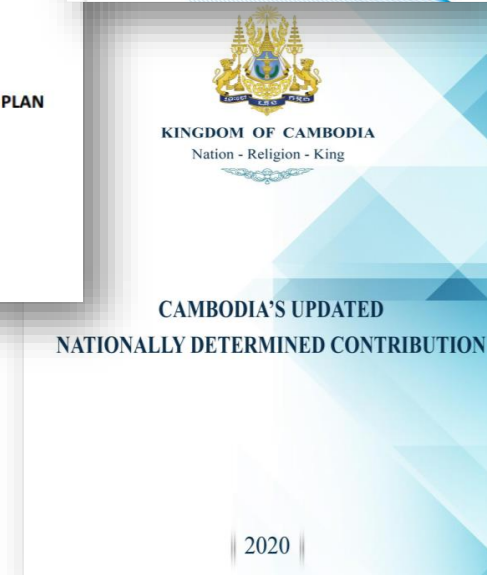 PLAN
KINGDOM OF CAMBODIA
Nation - Religion - King
CAMBODIA'S UPDATED
NATIONALLY DETERMINED CONTRIBUTION
2020